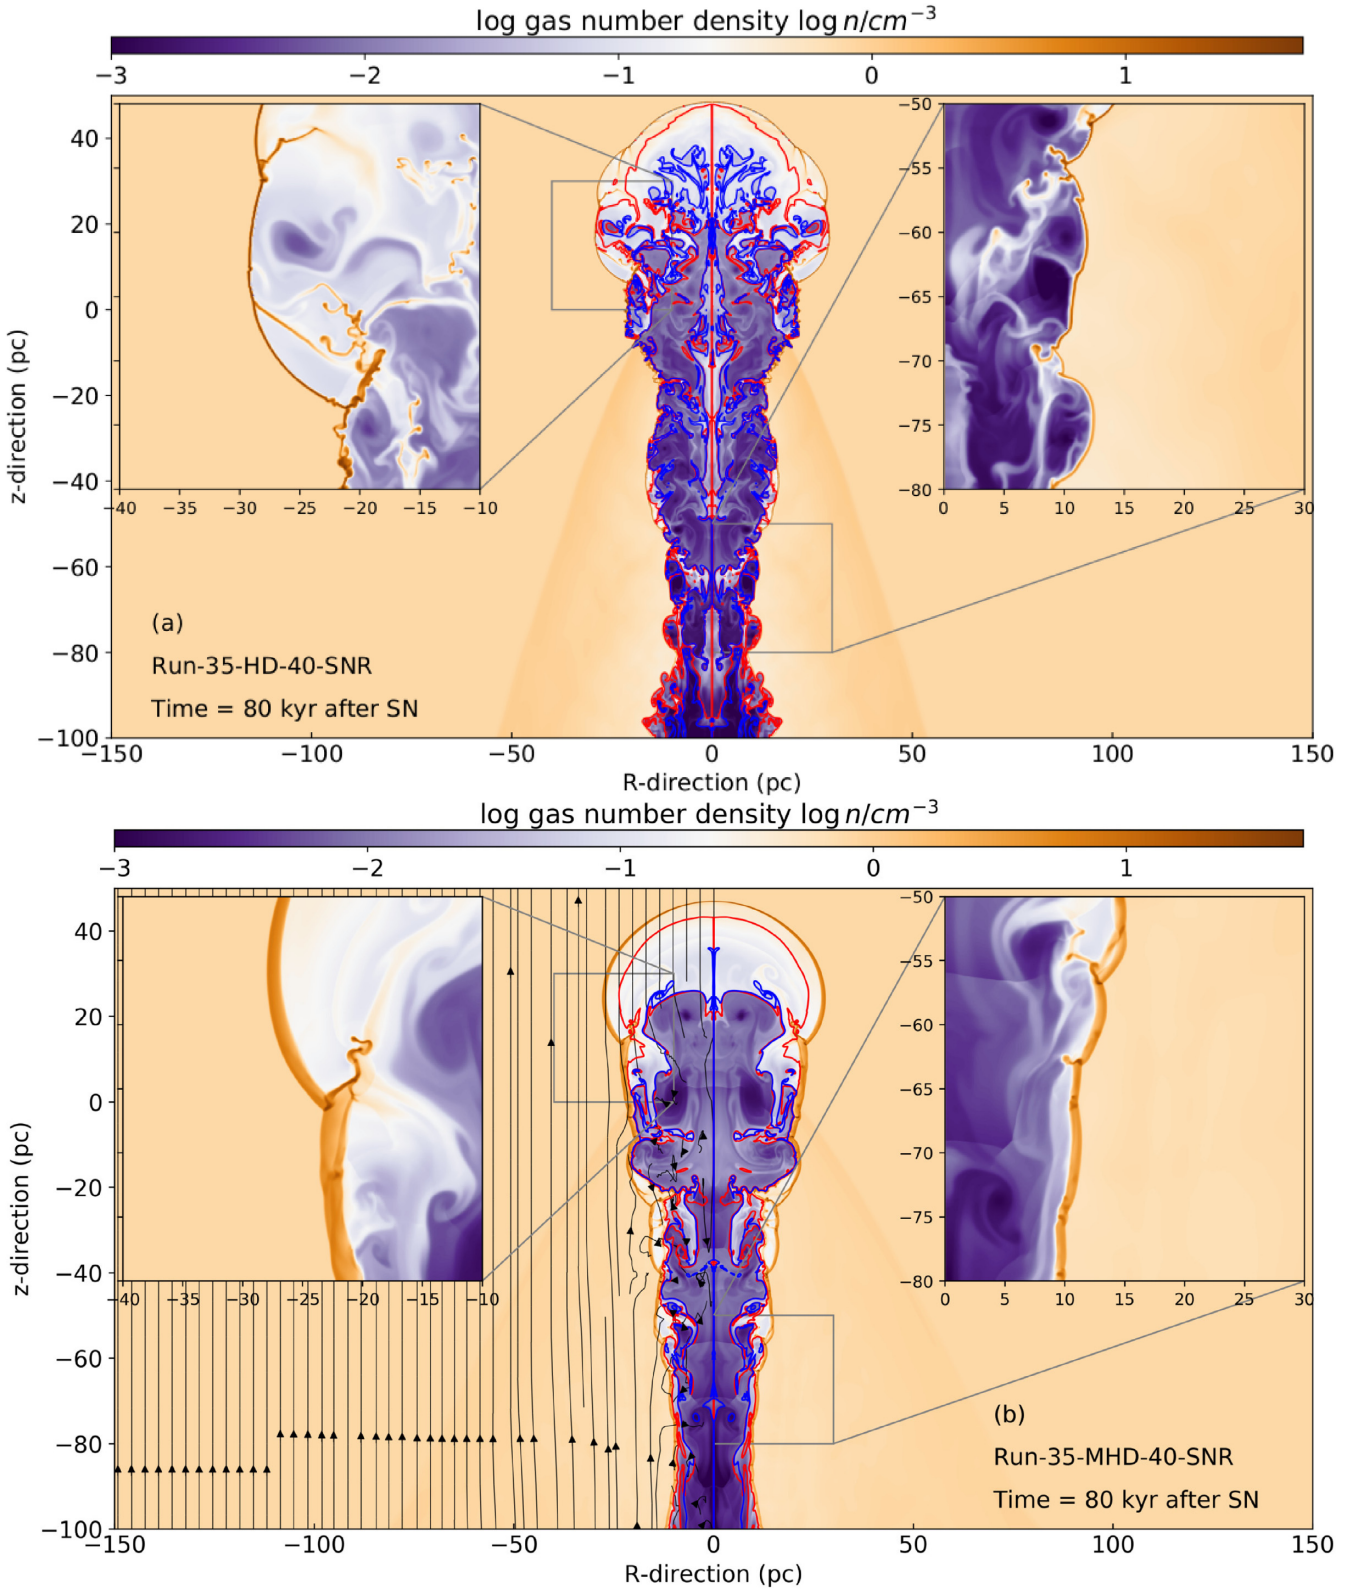 log gas number density log n/cm⁻³
−3 −2 −1 0 1
40
20
0
−20
−40
−60
−80
−100
z-direction (pc)
−40 −35 −30 −25 −20 −15 −10
−50
−55
−60
−65
−70
−75
−80
0 5 10 15 20 25 30
(a)
Run-35-HD-40-SNR
Time = 80 kyr after SN
−150 −100 −50 0 50 100 150
R-direction (pc)
log gas number density log n/cm⁻³
−3 −2 −1 0 1
40
20
0
−20
−40
−60
−80
−100
z-direction (pc)
−40 −35 −30 −25 −20 −15 −10
−50
−55
−60
−65
−70
−75
−80
0 5 10 15 20 25 30
(b)
Run-35-MHD-40-SNR
Time = 80 kyr after SN
−150 −100 −50 0 50 100 150
R-direction (pc)